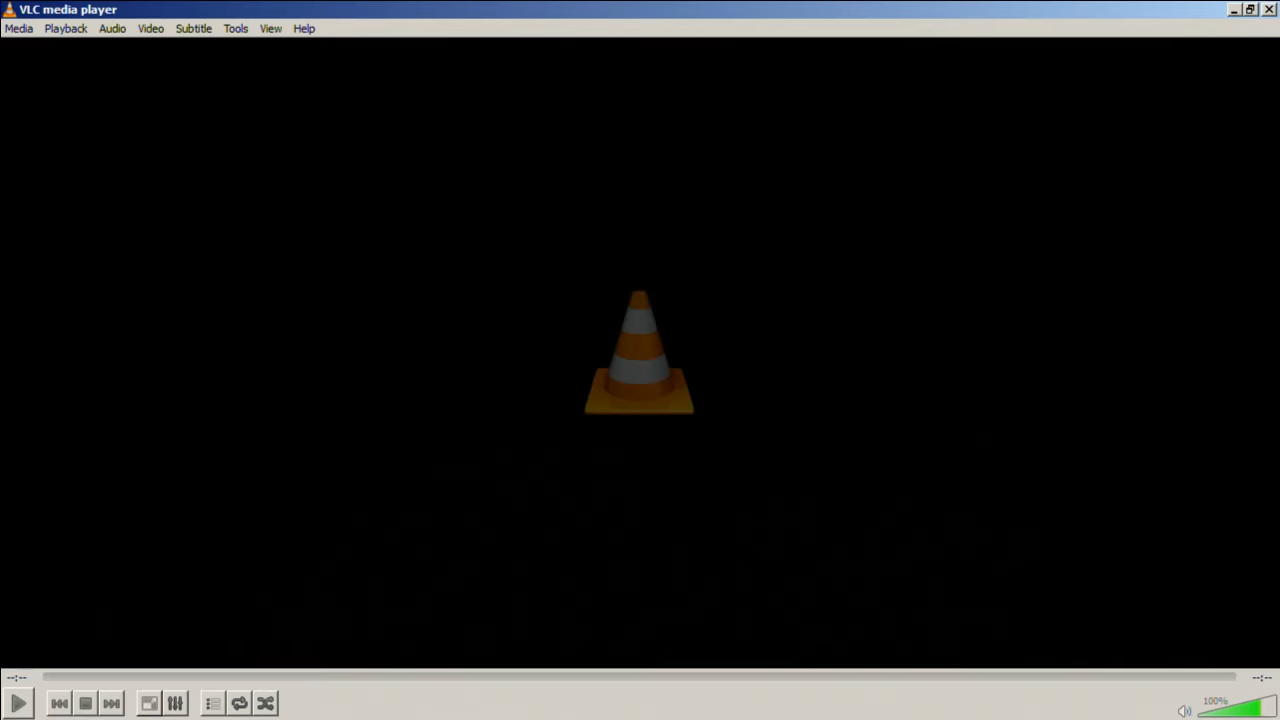 VLC media player
Media Playback Audio Video Subtitle Tools View Help
--:-- --:--
100%